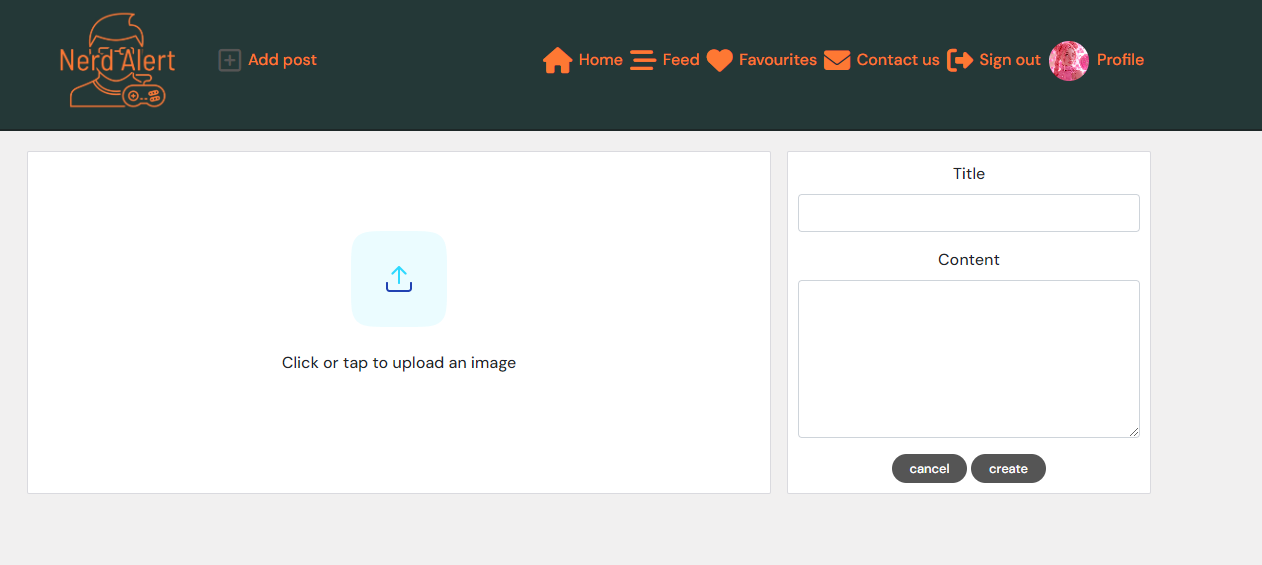 Nerd Alert
Add post
Home
Feed
Favourites
Contact us
Sign out
Profile
Click or tap to upload an image
Title
Content
cancel
create